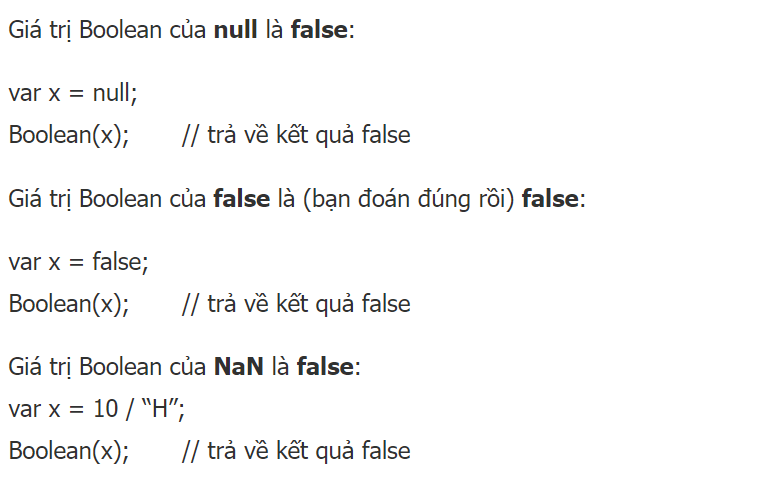 Giá trị Boolean của null là false:
var x = null;
Boolean(x); // trả về kết quả false
Giá trị Boolean của false là (bạn đoán đúng rồi) false:
var x = false;
Boolean(x); // trả về kết quả false
Giá trị Boolean của NaN là false:
var x = 10 / “H”;
Boolean(x); // trả về kết quả false